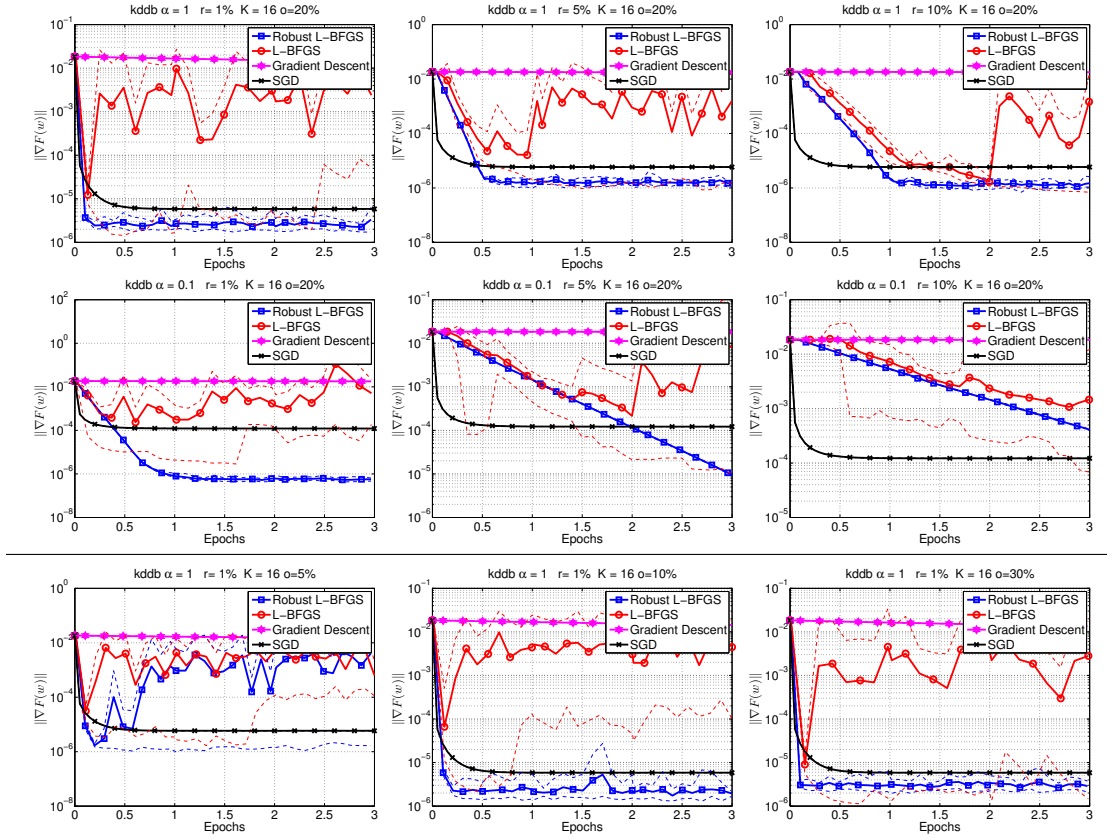 kddb α = 1 r= 1% K = 16 o=20%
10⁰
10⁻¹
10⁻²
10⁻³
10⁻⁴
10⁻⁵
10⁻⁶
||∇F(w)||
0 0.5 1 1.5 2 2.5 3
Epochs
Robust L−BFGS
L−BFGS
Gradient Descent
SGD
kddb α = 1 r= 5% K = 16 o=20%
10⁰
10⁻²
10⁻⁴
10⁻⁶
10⁻⁸
||∇F(w)||
0 0.5 1 1.5 2 2.5 3
Epochs
Robust L−BFGS
L−BFGS
Gradient Descent
SGD
kddb α = 1 r= 10% K = 16 o=20%
10⁰
10⁻²
10⁻⁴
10⁻⁶
10⁻⁸
||∇F(w)||
0 0.5 1 1.5 2 2.5 3
Epochs
Robust L−BFGS
L−BFGS
Gradient Descent
SGD
kddb α = 0.1 r= 1% K = 16 o=20%
10²
10⁰
10⁻²
10⁻⁴
10⁻⁶
10⁻⁸
||∇F(w)||
0 0.5 1 1.5 2 2.5 3
Epochs
Robust L−BFGS
L−BFGS
Gradient Descent
SGD
kddb α = 0.1 r= 5% K = 16 o=20%
10⁻¹
10⁻²
10⁻³
10⁻⁴
10⁻⁵
10⁻⁶
||∇F(w)||
0 0.5 1 1.5 2 2.5 3
Epochs
Robust L−BFGS
L−BFGS
Gradient Descent
SGD
kddb α = 0.1 r= 10% K = 16 o=20%
10⁻¹
10⁻²
10⁻³
10⁻⁴
10⁻⁵
||∇F(w)||
0 0.5 1 1.5 2 2.5 3
Epochs
Robust L−BFGS
L−BFGS
Gradient Descent
SGD
kddb α = 1 r= 1% K = 16 o=5%
10⁰
10⁻²
10⁻⁴
10⁻⁶
10⁻⁸
||∇F(w)||
0 0.5 1 1.5 2 2.5 3
Epochs
Robust L−BFGS
L−BFGS
Gradient Descent
SGD
kddb α = 1 r= 1% K = 16 o=10%
10⁻¹
10⁻²
10⁻³
10⁻⁴
10⁻⁵
10⁻⁶
||∇F(w)||
0 0.5 1 1.5 2 2.5 3
Epochs
Robust L−BFGS
L−BFGS
Gradient Descent
SGD
kddb α = 1 r= 1% K = 16 o=30%
10⁻¹
10⁻²
10⁻³
10⁻⁴
10⁻⁵
10⁻⁶
||∇F(w)||
0 0.5 1 1.5 2 2.5 3
Epochs
Robust L−BFGS
L−BFGS
Gradient Descent
SGD